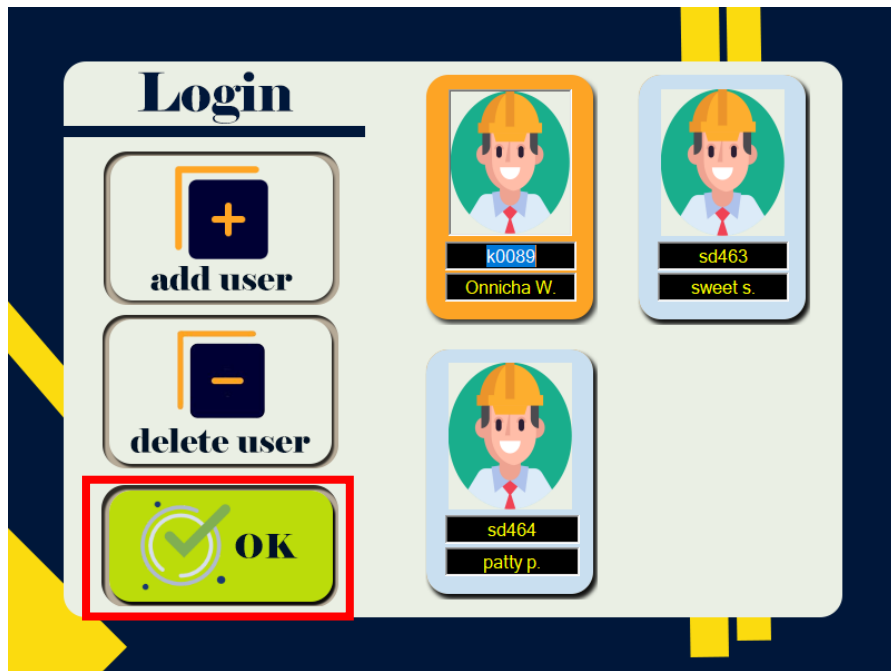 Login
add user
delete user
OK
k0089
Onnicha W.
sd463
sweet s.
sd464
patty p.